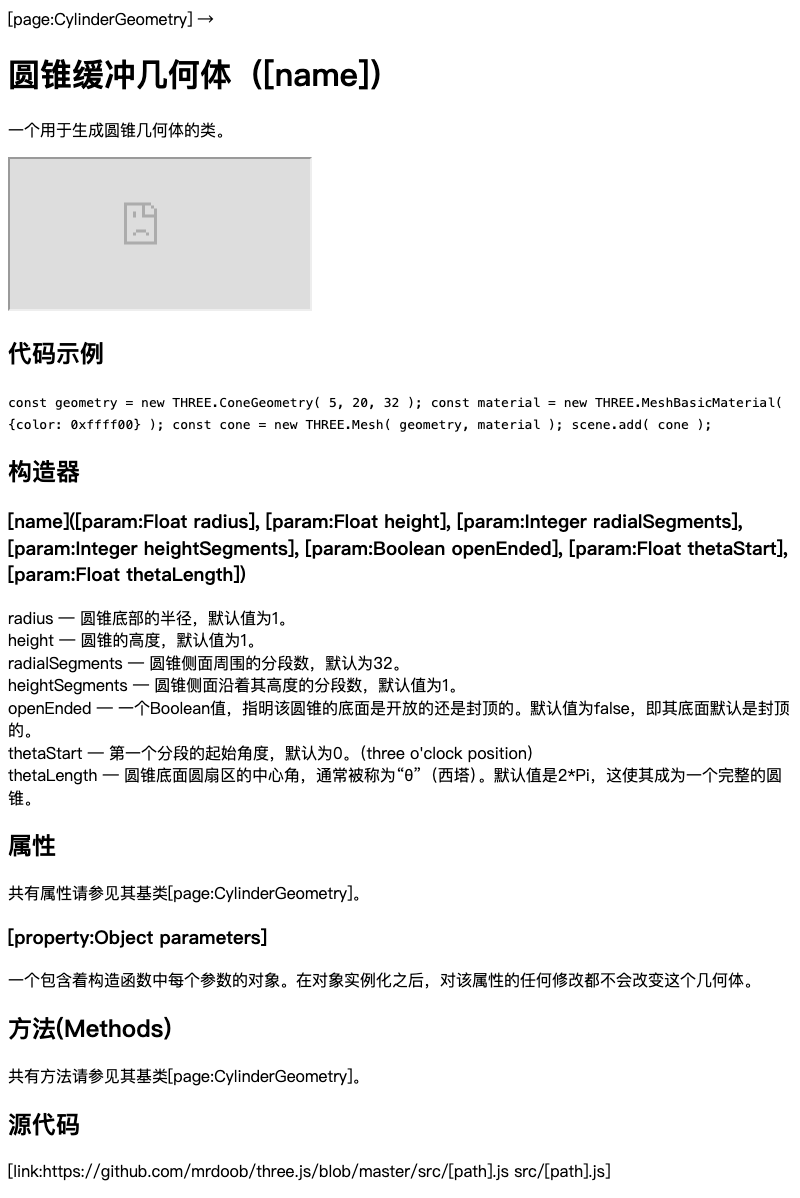 [page:CylinderGeometry] →
圆锥缓冲几何体（[name]）
一个用于生成圆锥几何体的类。
代码示例
const geometry = new THREE.ConeGeometry( 5, 20, 32 ); const material = new THREE.MeshBasicMaterial(
{color: 0xffff00} ); const cone = new THREE.Mesh( geometry, material ); scene.add( cone );
构造器
[name]([param:Float radius], [param:Float height], [param:Integer radialSegments],
[param:Integer heightSegments], [param:Boolean openEnded], [param:Float thetaStart],
[param:Float thetaLength])
radius — 圆锥底部的半径，默认值为1。
height — 圆锥的高度，默认值为1。
radialSegments — 圆锥侧面周围的分段数，默认为32。
heightSegments — 圆锥侧面沿着其高度的分段数，默认值为1。
openEnded — 一个Boolean值，指明该圆锥的底面是开放的还是封顶的。默认值为false，即其底面默认是封顶
的。
thetaStart — 第一个分段的起始角度，默认为0。（three o'clock position）
thetaLength — 圆锥底面圆扇区的中心角，通常被称为“θ”（西塔）。默认值是2*Pi，这使其成为一个完整的圆
锥。
属性
共有属性请参见其基类[page:CylinderGeometry]。
[property:Object parameters]
一个包含着构造函数中每个参数的对象。在对象实例化之后，对该属性的任何修改都不会改变这个几何体。
方法(Methods)
共有方法请参见其基类[page:CylinderGeometry]。
源代码
[link:https://github.com/mrdoob/three.js/blob/master/src/[path].js src/[path].js]